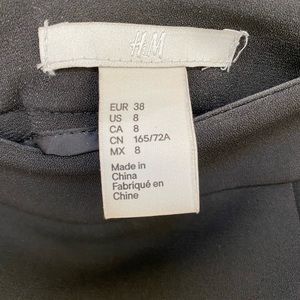 H&M
EUR 38
US 8
CA 8
CN 165/72A
MX 8
Made in
China
Fabriqué en
Chine